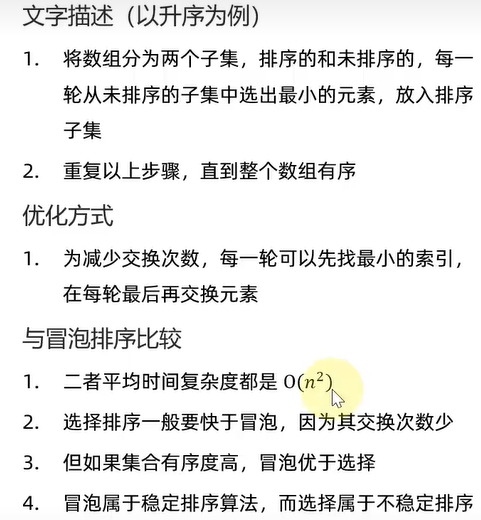 文字描述（以升序为例）
1. 将数组分为两个子集，排序的和未排序的，每一
轮从未排序的子集中选出最小的元素，放入排序
子集
2. 重复以上步骤，直到整个数组有序
优化方式
1. 为减少交换次数，每一轮可以先找最小的索引，
在每轮最后再交换元素
与冒泡排序比较
1. 二者平均时间复杂度都是 O(n²)
2. 选择排序一般要快于冒泡，因为其交换次数少
3. 但如果集合有序度高，冒泡优于选择
4. 冒泡属于稳定排序算法，而选择属于不稳定排序